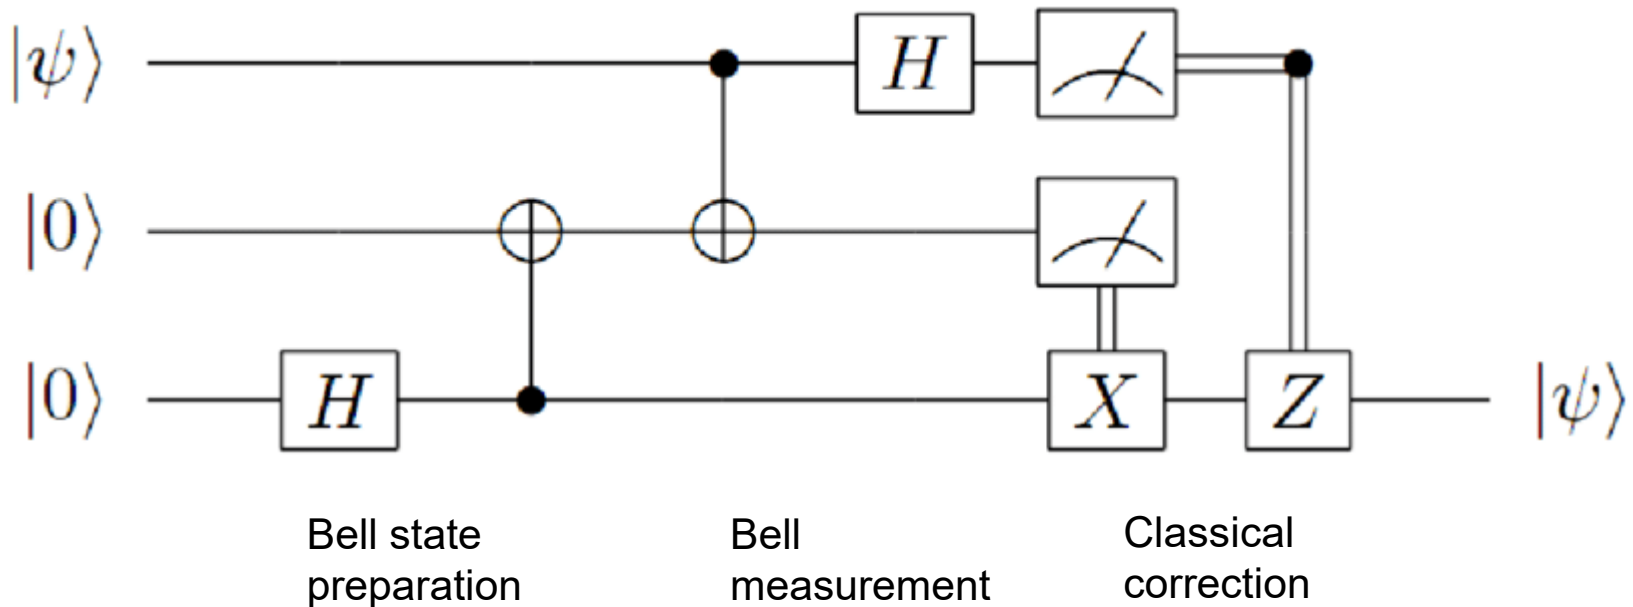 |ψ⟩ H
|0⟩
|0⟩ H X Z |ψ⟩
Bell state
preparation
Bell
measurement
Classical
correction